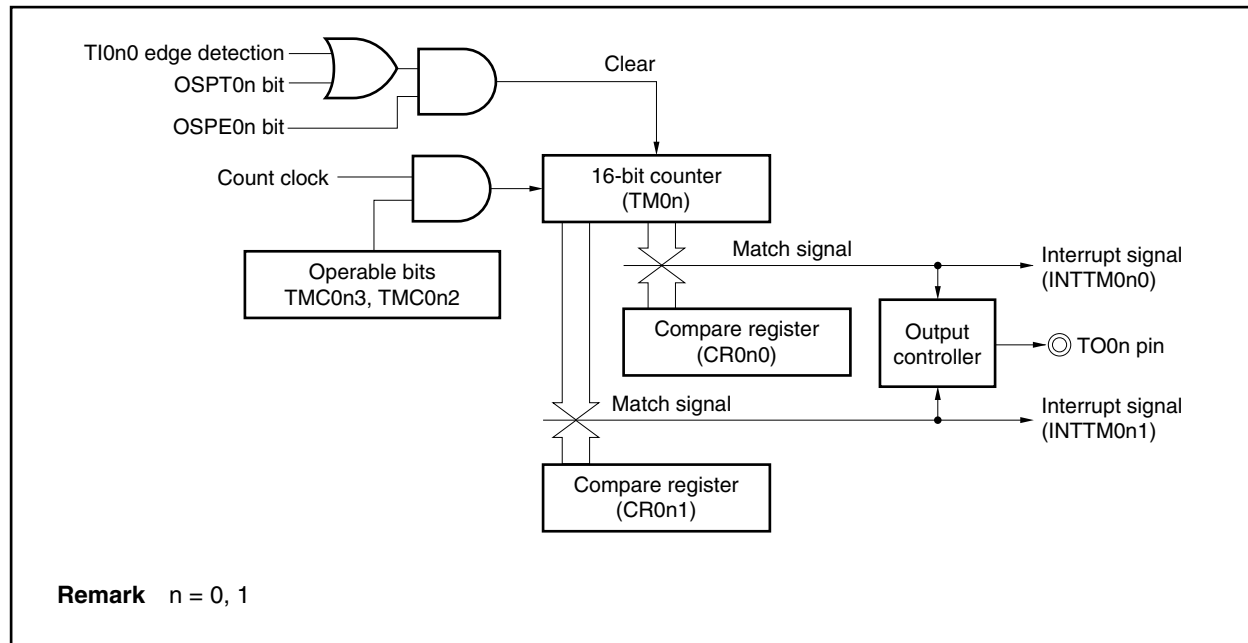 TI0n0 edge detection
OSPT0n bit
OSPE0n bit
Clear
Count clock
16-bit counter
(TM0n)
Operable bits
TMC0n3, TMC0n2
Match signal
Interrupt signal
(INTTM0n0)
Compare register
(CR0n0)
Output
controller
TO0n pin
Match signal
Interrupt signal
(INTTM0n1)
Compare register
(CR0n1)
Remark n = 0, 1